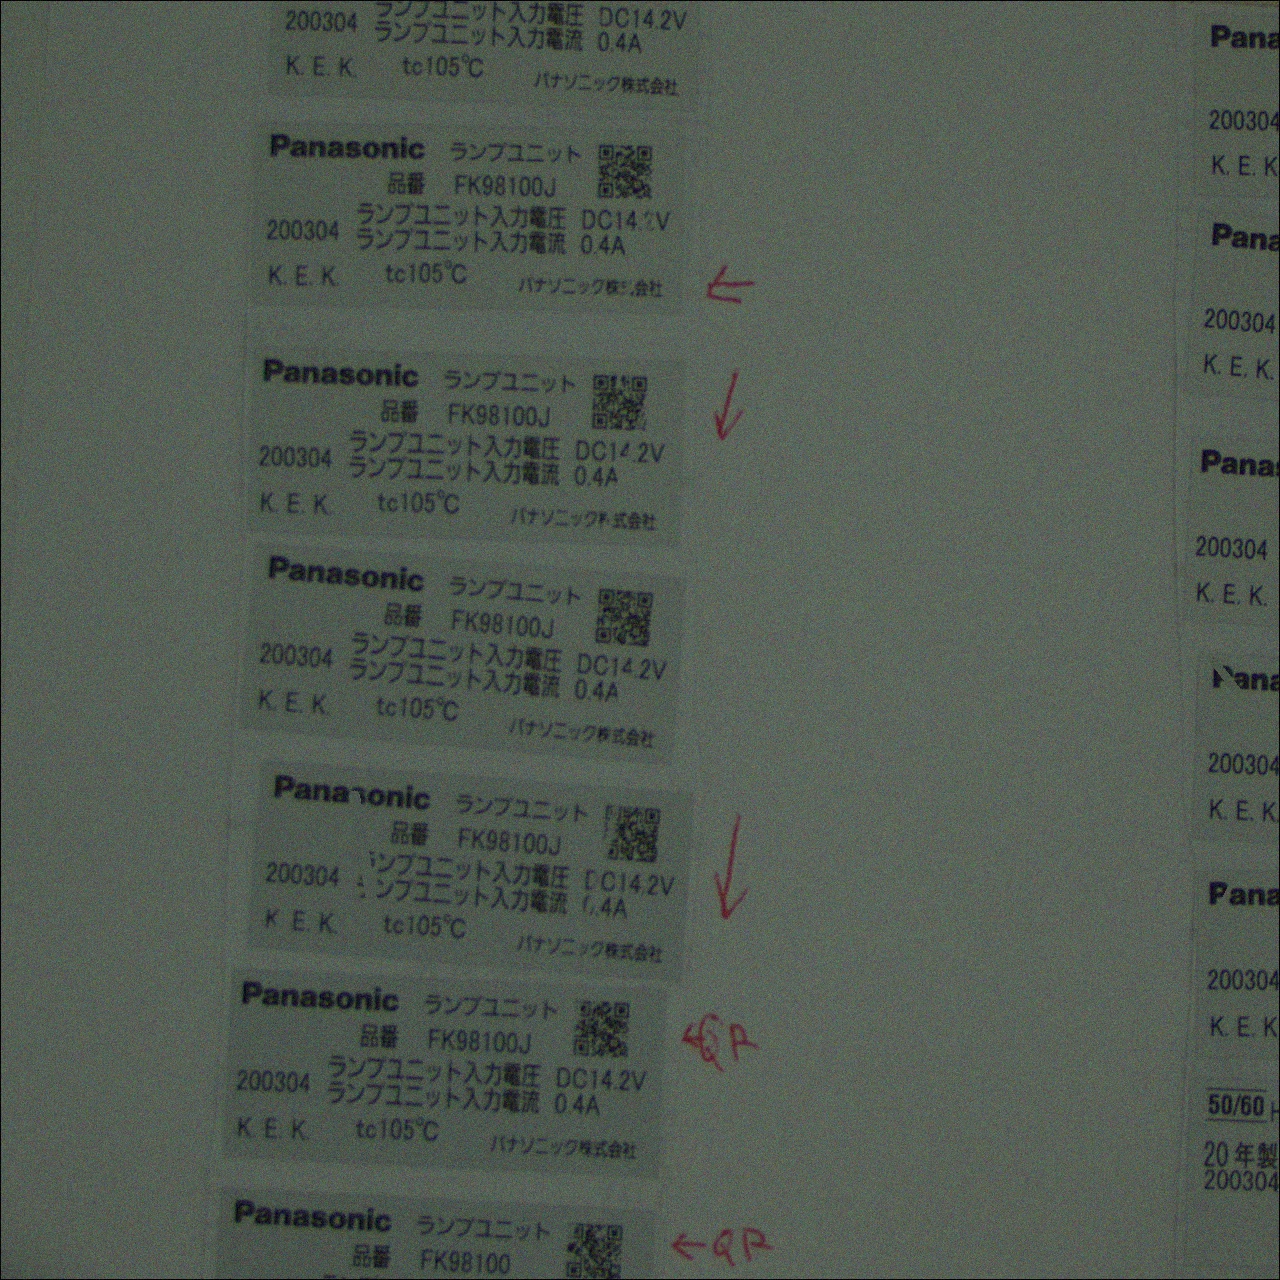 200304 ランプユニット入力電圧 DC14.2V
ランプユニット入力電流 0.4A
K. E. K. tc105℃ パナソニック株式会社
Panasonic ランプユニット
品番 FK98100J
200304 ランプユニット入力電圧 DC14.2V
ランプユニット入力電流 0.4A
K. E. K. tc105℃ パナソニック株式会社
←
Panasonic ランプユニット
品番 FK98100J
200304 ランプユニット入力電圧 DC14.2V
ランプユニット入力電流 0.4A
K. E. K. tc105℃ パナソニック株式会社
Panasonic ランプユニット
品番 FK98100J
200304 ランプユニット入力電圧 DC14.2V
ランプユニット入力電流 0.4A
K. E. K. tc105℃ パナソニック株式会社
Panasonic ランプユニット
品番 FK98100J
200304 ランプユニット入力電圧 DC14.2V
ランプユニット入力電流 0.4A
K. E. K. tc105℃ パナソニック株式会社
Panasonic ランプユニット
品番 FK98100J
200304 ランプユニット入力電圧 DC14.2V
ランプユニット入力電流 0.4A
K. E. K. tc105℃ パナソニック株式会社
←QR
Panasonic ランプユニット
品番 FK98100
←QR
Pana
200304
K. E. K
Pana
200304
K. E. K.
Panas
200304
K. E. K.
Pana
200304
K. E. K.
Pana
200304
K. E. K
50/60 H
20 年製
200304